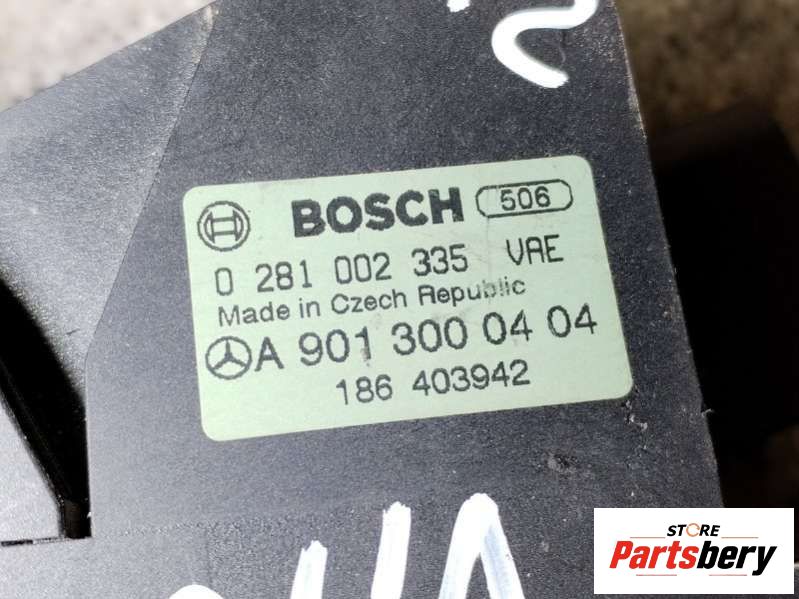 BOSCH 506
0 281 002 335 VAE
Made in Czech Republic
A 901 300 04 04
186 403942
STORE
Partsbery